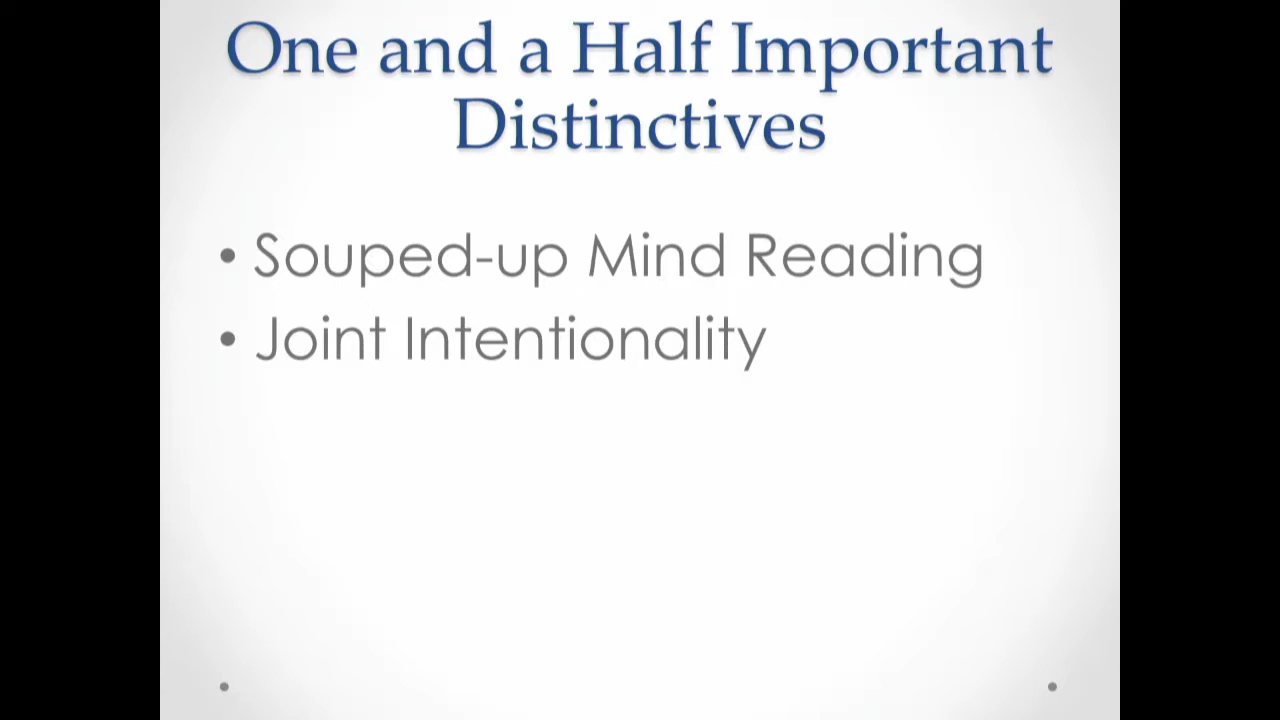 One and a Half Important
Distinctives
• Souped-up Mind Reading
• Joint Intentionality